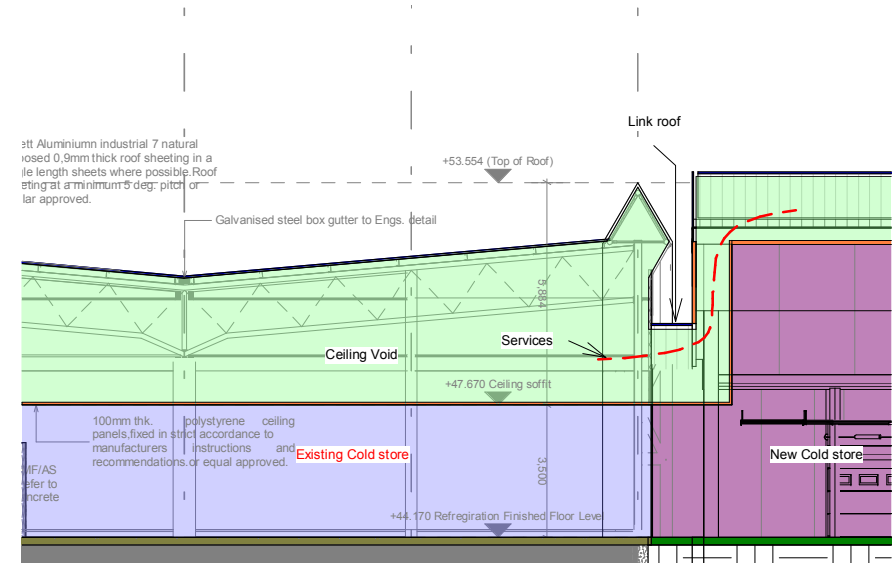 Link roof
ett Aluminiumn industrial 7 natural
posed 0,9mm thick roof sheeting in a
gle length sheets where possible.Roof
eting at a minimum 5 deg. pitch or
lar approved.
+53.554 (Top of Roof)
Galvanised steel box gutter to Engs. detail
5,884
Services
Ceiling Void
+47.670 Ceiling soffit
100mm thk. polystyrene ceiling
panels,fixed in strict accordance to
manufacturers instructions and
recommendations.or equal approved.
Existing Cold store
New Cold store
MF/AS
efer to
ncrete
3,500
+44.170 Refregiration Finished Floor Level